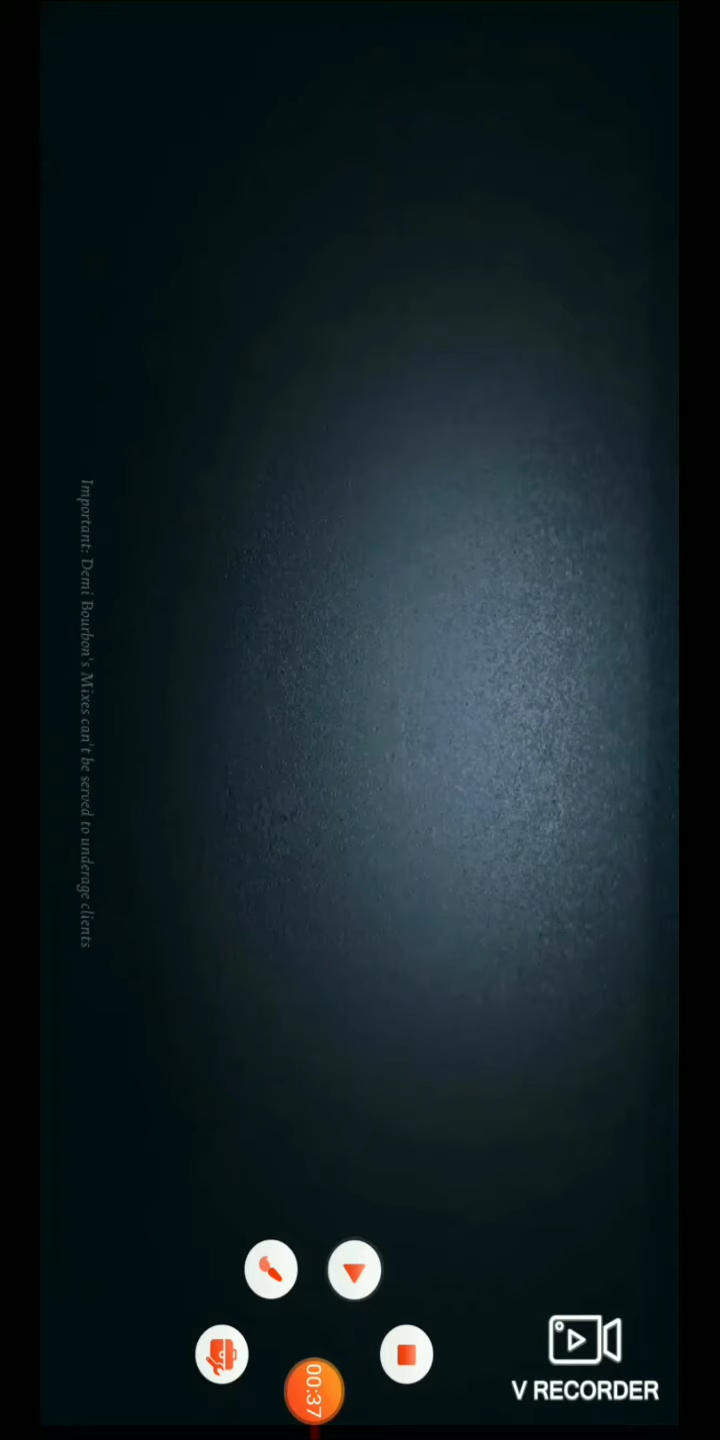 Important: Demi Bourbon's Mixes can't be served to underage clients
00:37
V RECORDER